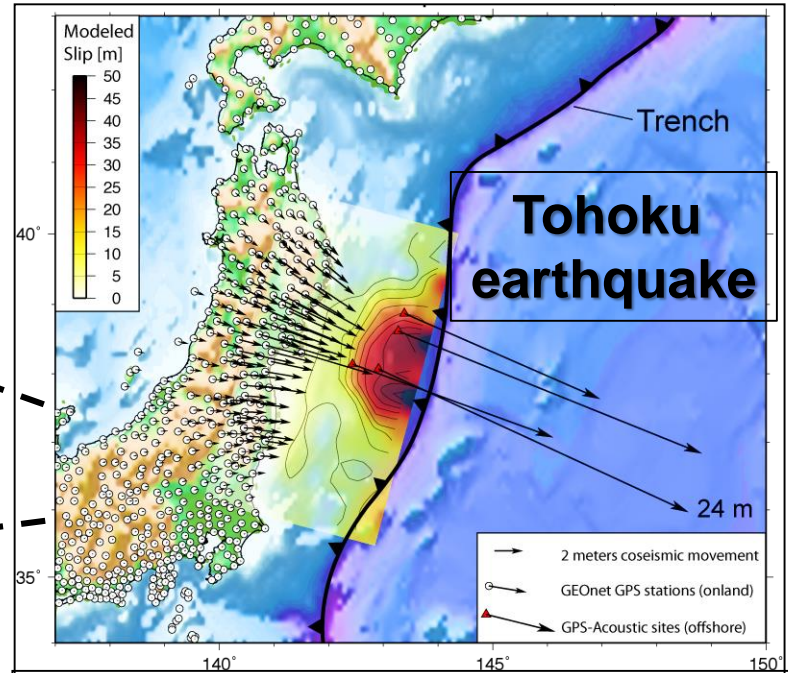 Modeled
Slip [m]
50
45
40
35
30
25
20
15
10
5
0
Trench
Tohoku
earthquake
40°
35°
24 m
2 meters coseismic movement
GEOnet GPS stations (onland)
GPS-Acoustic sites (offshore)
140°
145°
150°